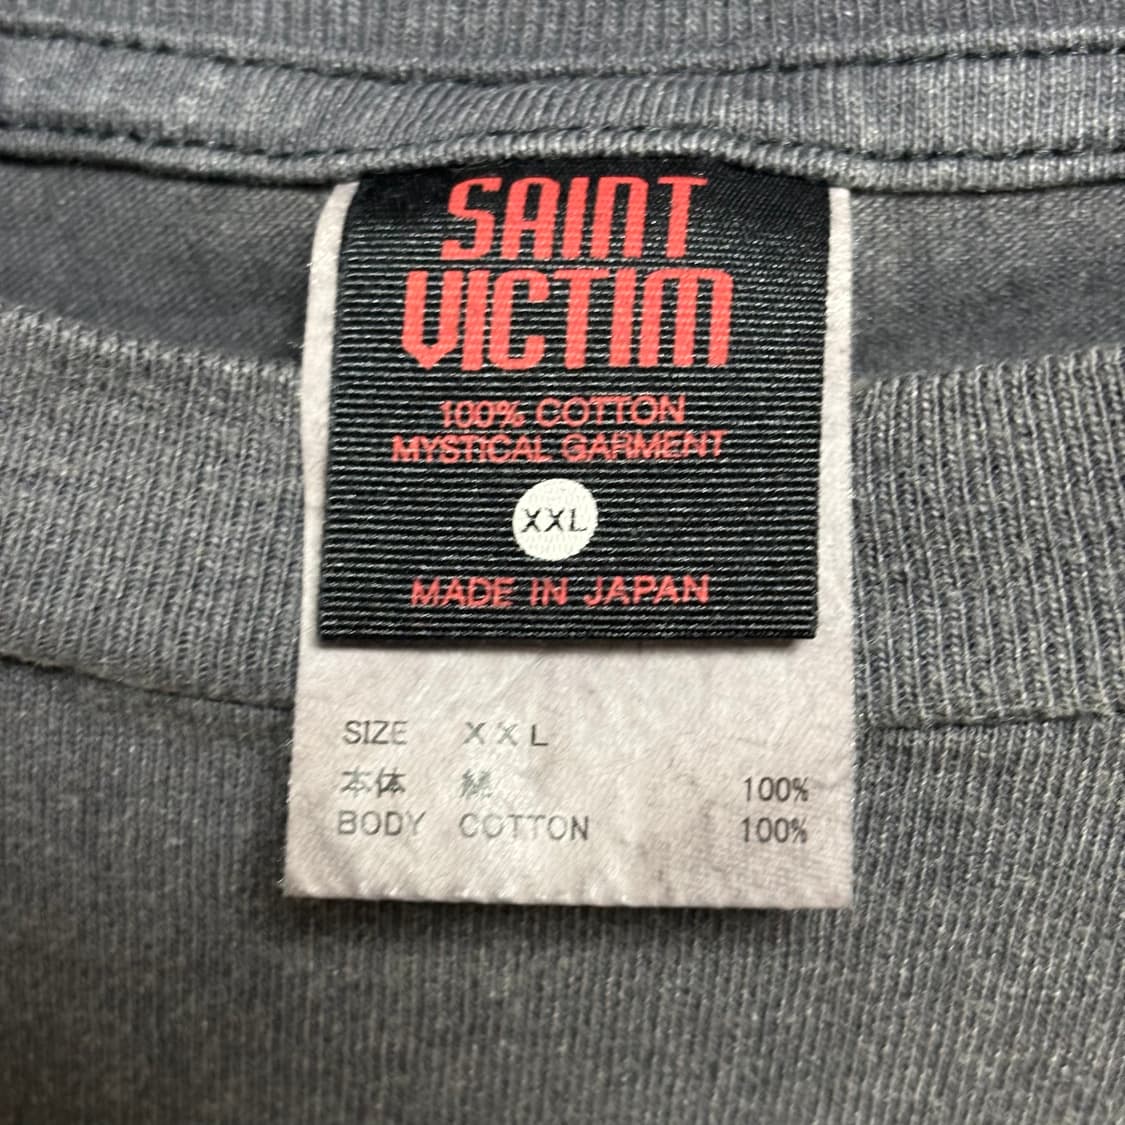 SAINT
VICTIM
100% COTTON
MYSTICAL GARMENT
XXL
MADE IN JAPAN
SIZE XXL
本体 綿 100%
BODY COTTON 100%